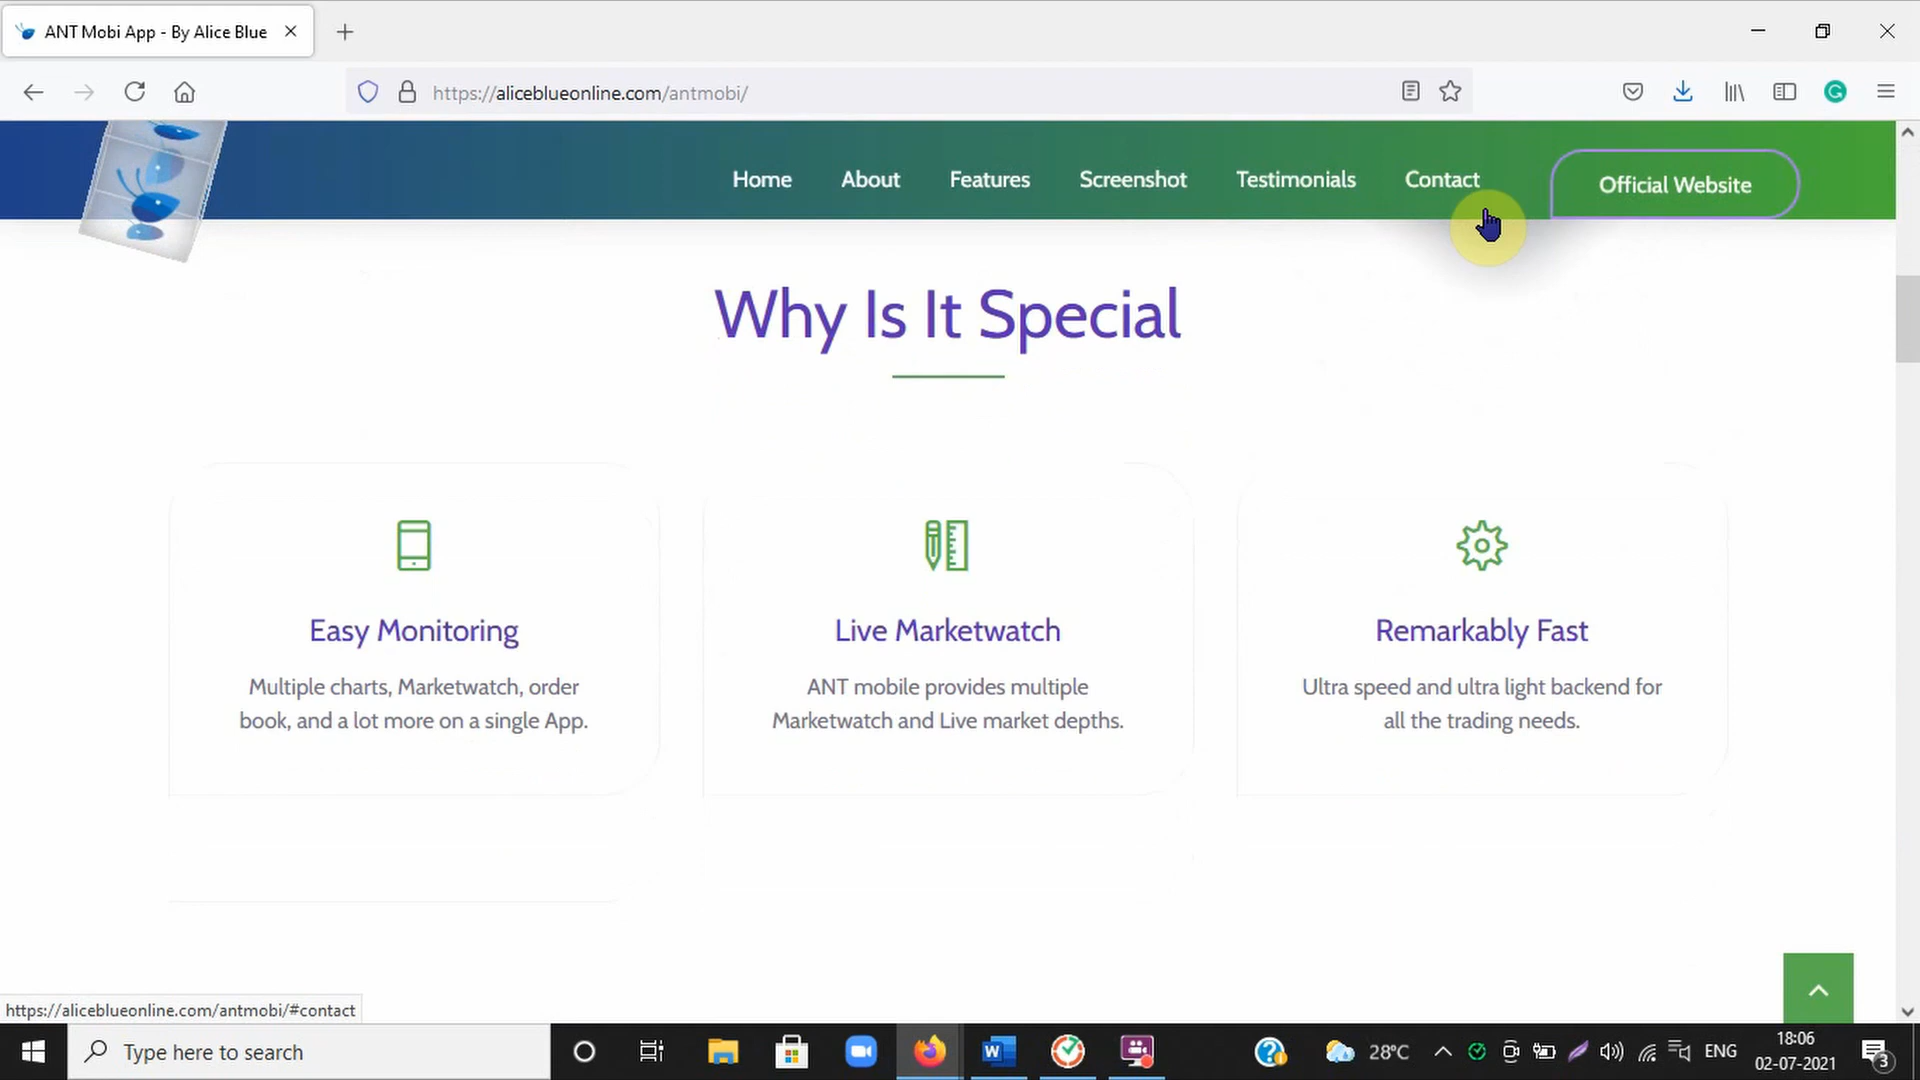 ANT Mobi App - By Alice Blue
https://aliceblueonline.com/antmobi/
Home About Features Screenshot Testimonials Contact Official Website
Why Is It Special
Easy Monitoring
Multiple charts, Marketwatch, order
book, and a lot more on a single App.
Live Marketwatch
ANT mobile provides multiple
Marketwatch and Live market depths.
Remarkably Fast
Ultra speed and ultra light backend for
all the trading needs.
https://aliceblueonline.com/antmobi/#contact
Type here to search
28°C
ENG
18:06
02-07-2021
3